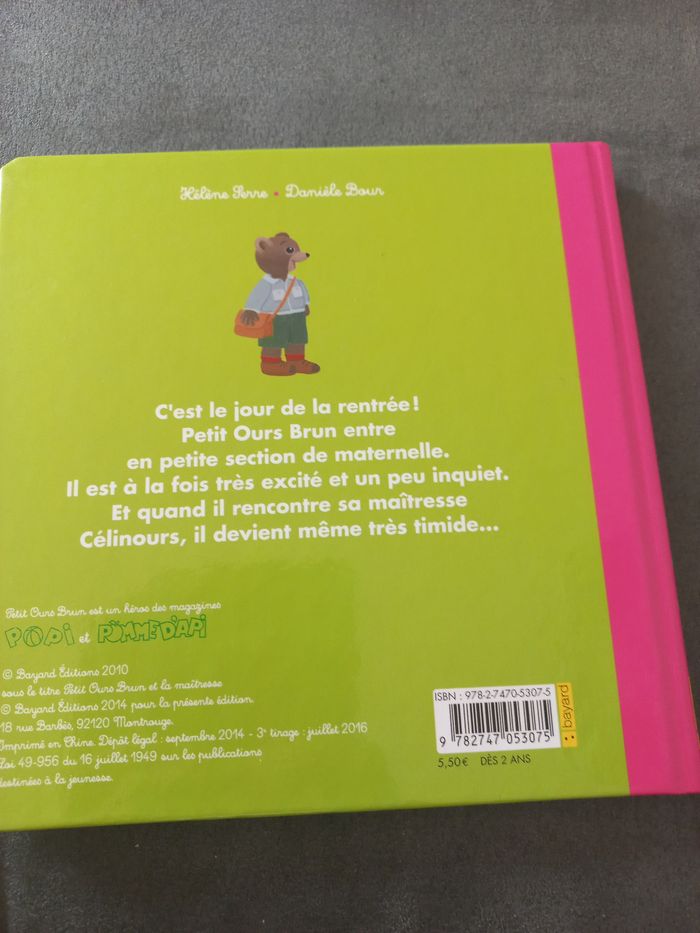 Hélène Serre • Danièle Bour
C'est le jour de la rentrée !
Petit Ours Brun entre
en petite section de maternelle.
Il est à la fois très excité et un peu inquiet.
Et quand il rencontre sa maîtresse
Célinours, il devient même très timide...
Petit Ours Brun est un héros des magazines
POPi et POMME D'API
© Bayard Éditions 2010
sous le titre Petit Ours Brun et la maîtresse
© Bayard Éditions 2014 pour la présente édition.
18 rue Barbès, 92120 Montrouge.
Imprimé en Chine. Dépôt légal : septembre 2014 - 3e tirage : juillet 2016
Loi 49-956 du 16 juillet 1949 sur les publications
destinées à la jeunesse.
ISBN : 978-2-7470-5307-5
9 782747 053075
bayard
5,50 € DÈS 2 ANS